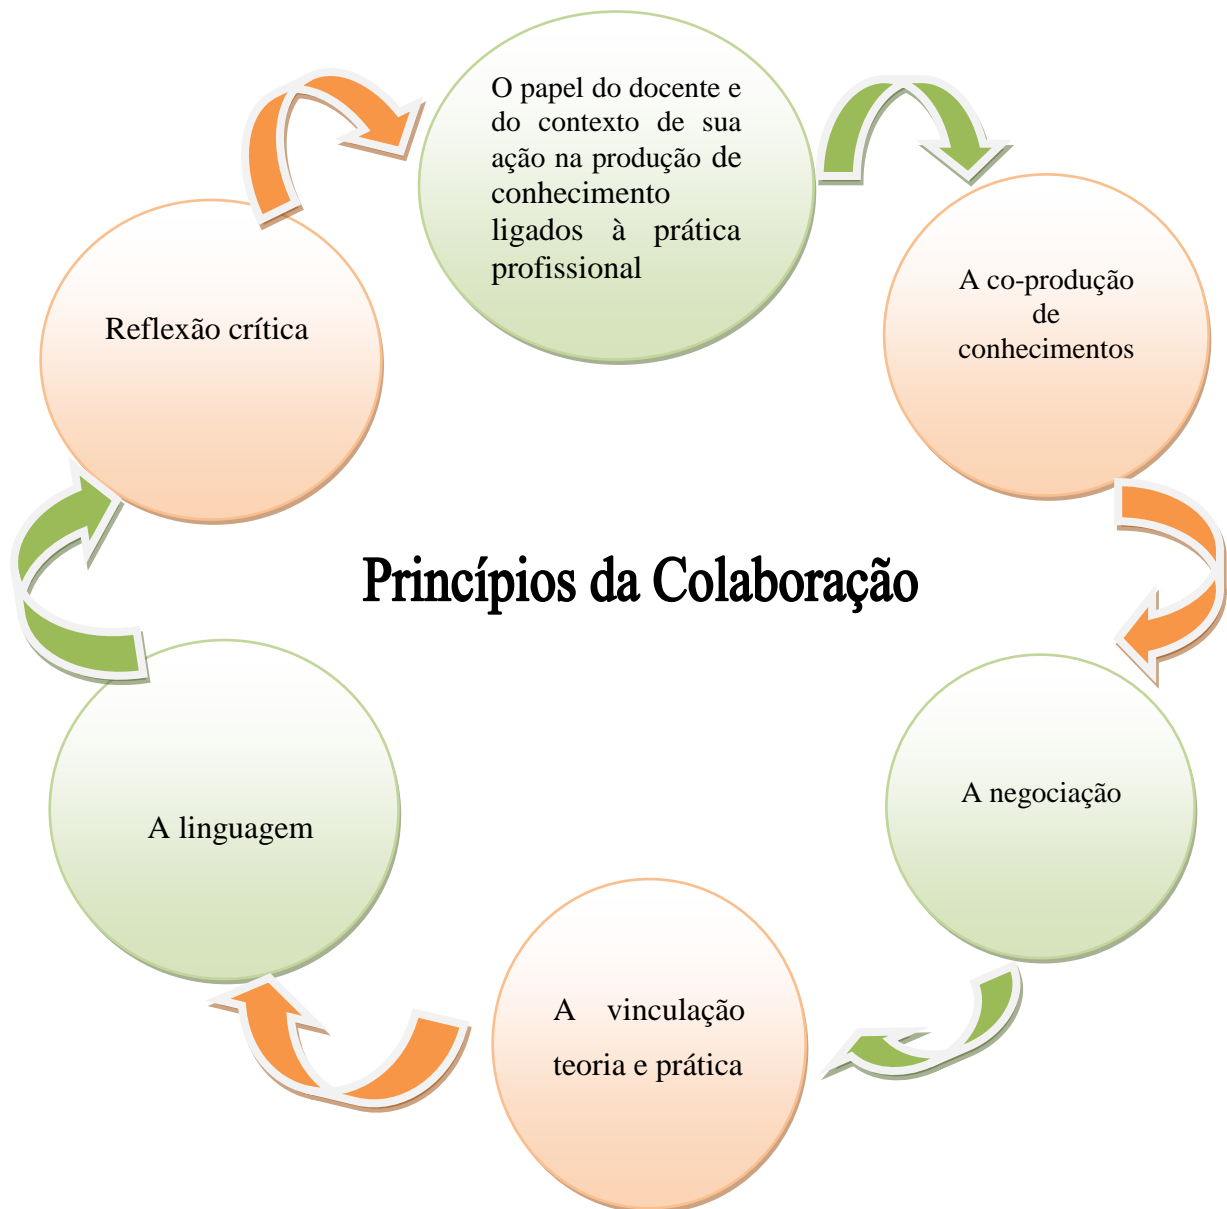 O papel do docente e
do contexto de sua
ação na produção de
conhecimento
ligados à prática
profissional
A co-produção
de
conhecimentos
Reflexão crítica
Princípios da Colaboração
A negociação
A linguagem
A vinculação
teoria e prática